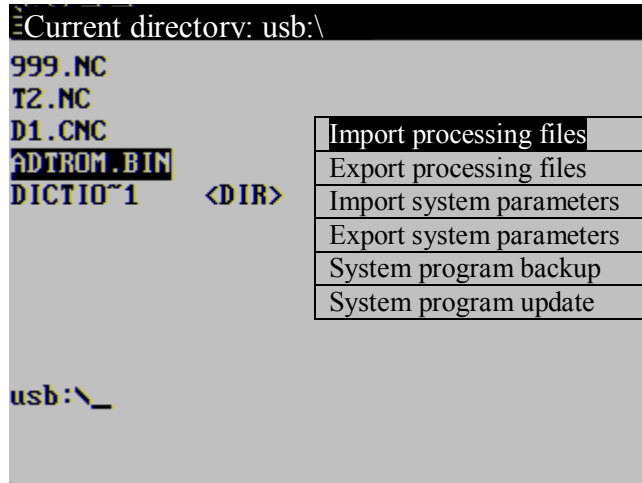 Current directory: usb:\
999.NC
T2.NC
D1.CNC
ADTROM.BIN
DICTIO~1 <DIR>
Import processing files
Export processing files
Import system parameters
Export system parameters
System program backup
System program update
usb:\_